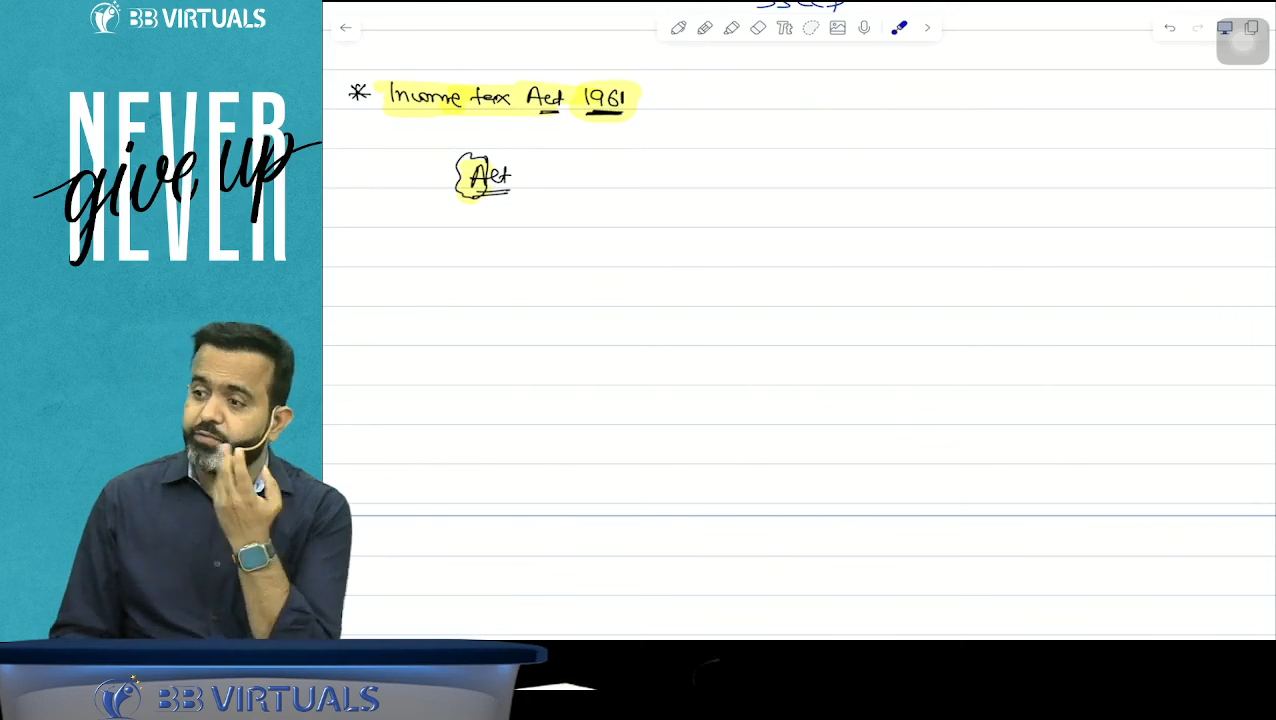 BB VIRTUALS
NEVER
give up
NEVER
* Income tax Act 1961
Act
BB VIRTUALS